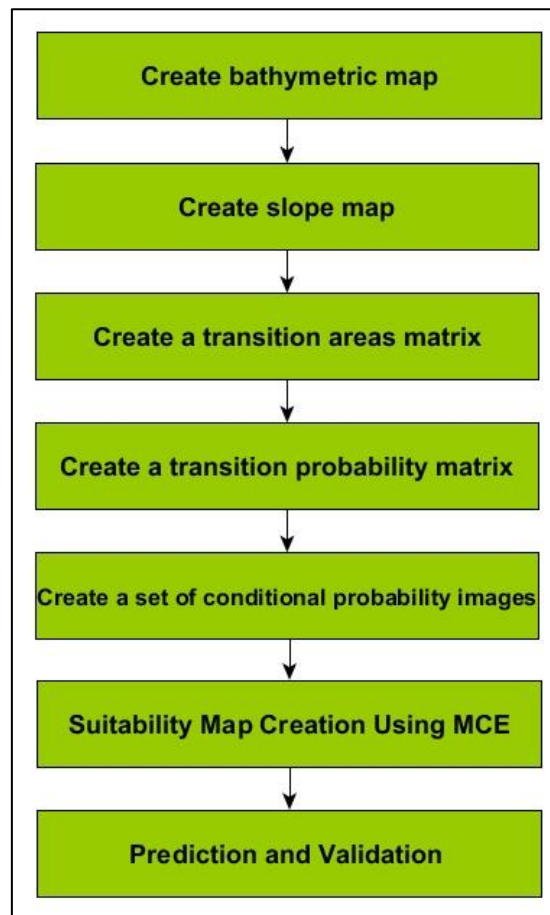 Create bathymetric map
Create slope map
Create a transition areas matrix
Create a transition probability matrix
Create a set of conditional probability images
Suitability Map Creation Using MCE
Prediction and Validation